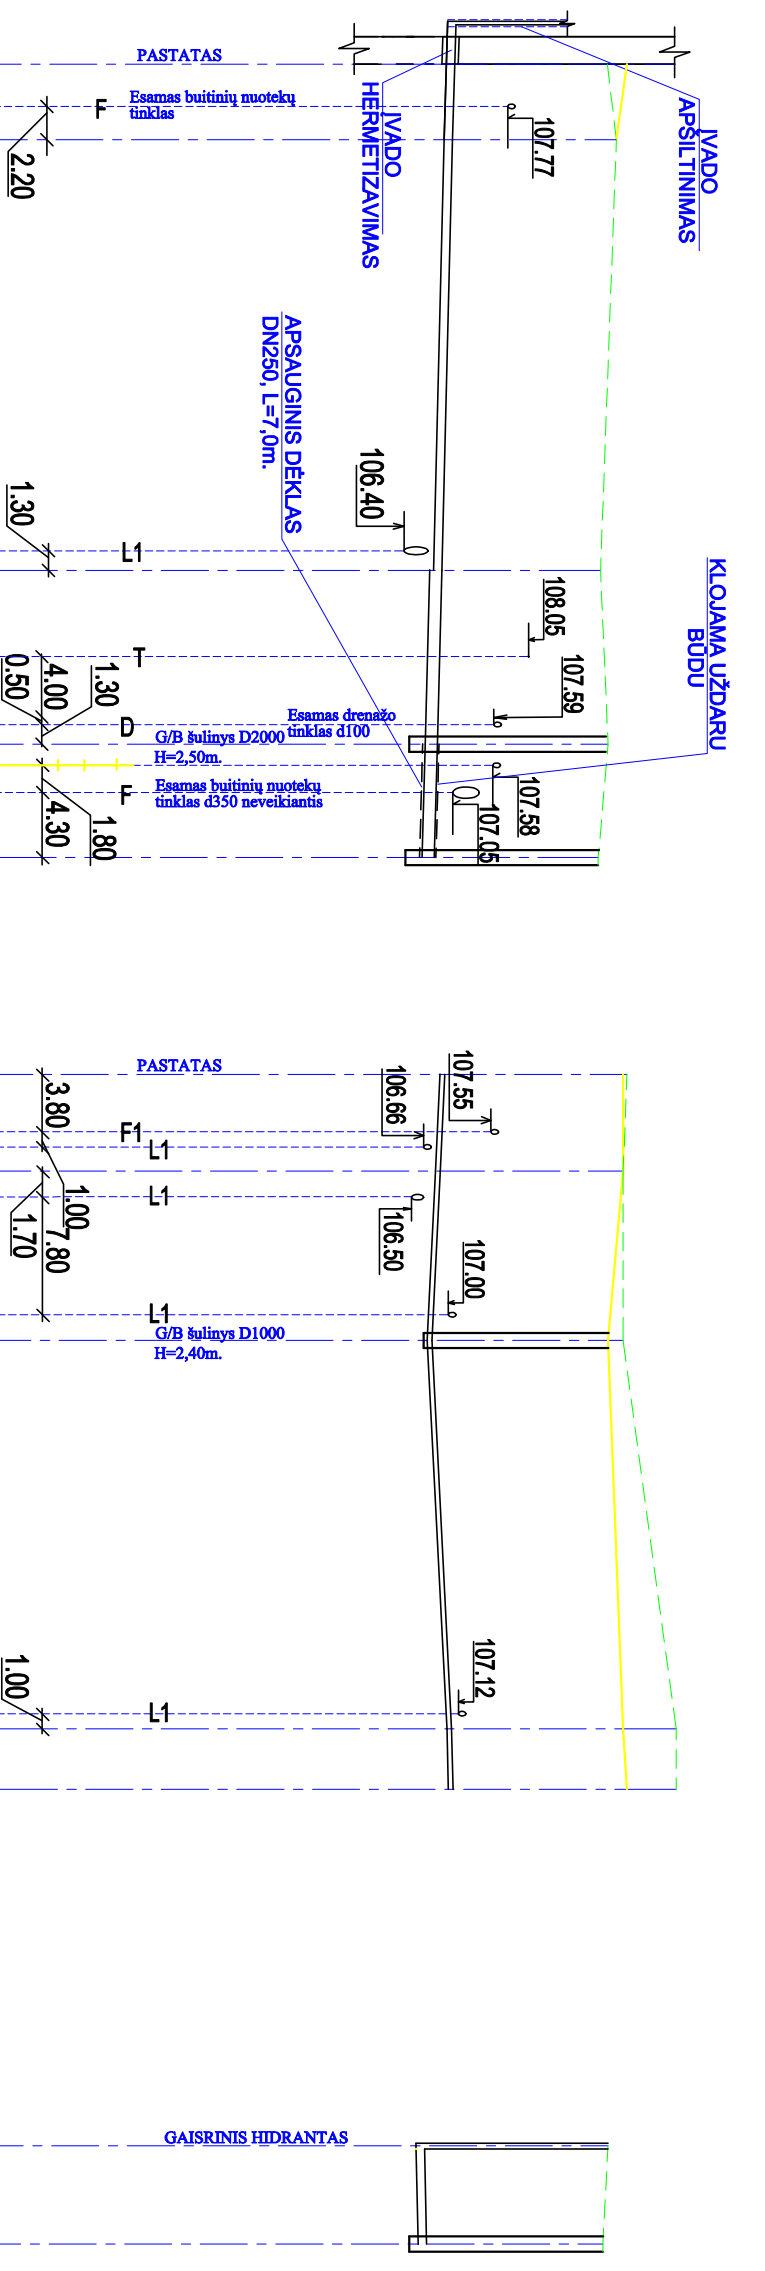 PASTATAS
Esamas buitinių nuotekų
tinklas
F
2.20
ĮVADO
HERMETIZAVIMAS
107.77
ĮVADO
APŠILTINIMAS
APSAUGINIS DĖKLAS
DN250, L=7,0m.
106.40
1.30
L1
108.05
107.59
KLOJAMA UŽDARU
BŪDU
T
1.30
4.00
0.50
D
Esamas drenažo
tinklas d100
G/B šulinys D2000
H=2,50m.
F
Esamas buitinių nuotekų
tinklas d350 neveikiantis
107.58
107.05
1.80
4.30
PASTATAS
107.55
106.66
3.80
F1
L1
L1
1.00
7.80
1.70
106.50
107.00
L1
G/B šulinys D1000
H=2,40m.
107.12
1.00
L1
GAISRINIS HIDRANTAS